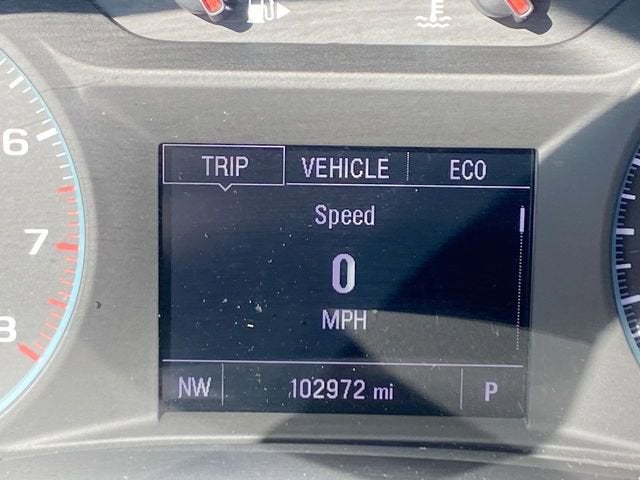 6
7
8
TRIP VEHICLE ECO
Speed
0
MPH
NW 102972 mi P